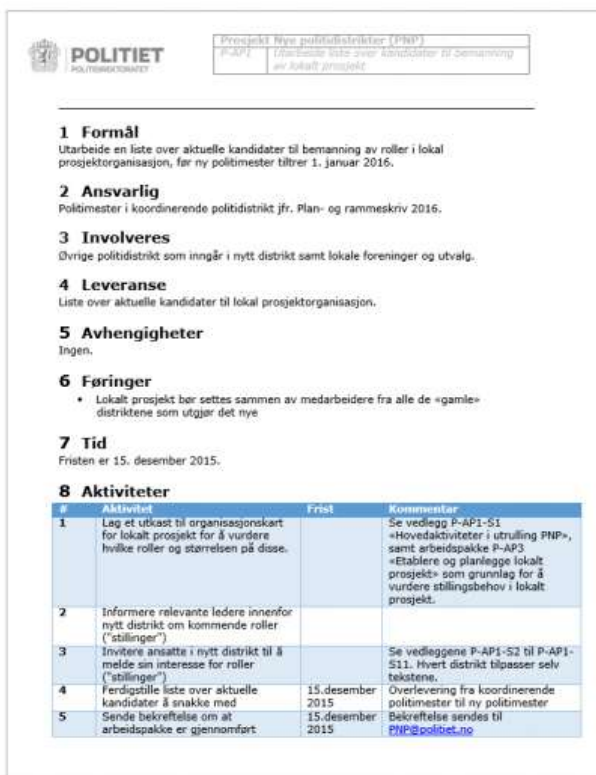 POLITIET
POLITIDIREKTORATET
Prosjekt Nye politidistrikter (PNP)
P-AP1 Utarbeide liste over kandidater til bemanning
av lokalt prosjekt
1 Formål
Utarbeide en liste over aktuelle kandidater til bemanning av roller i lokal
prosjektorganisasjon, før ny politimester tiltrer 1. januar 2016.
2 Ansvarlig
Politimester i koordinerende politidistrikt jfr. Plan- og rammeskriv 2016.
3 Involveres
Øvrige politidistrikt som inngår i nytt distrikt samt lokale foreninger og utvalg.
4 Leveranse
Liste over aktuelle kandidater til lokal prosjektorganisasjon.
5 Avhengigheter
Ingen.
6 Føringer
• Lokalt prosjekt bør settes sammen av medarbeidere fra alle de «gamle»
distriktene som utgjør det nye
7 Tid
Fristen er 15. desember 2015.
8 Aktiviteter
# Aktivitet Frist Kommentar
1 Lag et utkast til organisasjonskart Se vedlegg P-AP1-S1
for lokalt prosjekt for å vurdere «Hovedaktiviteter i utrulling PNP»,
hvilke roller og størrelsen på disse. samt arbeidspakke P-AP3
«Etablere og planlegge lokalt
prosjekt» som grunnlag for å
vurdere stillingsbehov i lokalt
prosjekt.
2 Informere relevante ledere innenfor
nytt distrikt om kommende roller
("stillinger")
3 Invitere ansatte i nytt distrikt til å Se vedleggene P-AP1-S2 til P-AP1-
melde sin interesse for roller S11. Hvert distrikt tilpasser selv
("stillinger") tekstene.
4 Ferdigstille liste over aktuelle 15.desember Overlevering fra koordinerende
kandidater å snakke med 2015 politimester til ny politimester
5 Sende bekreftelse om at 15.desember Bekreftelse sendes til
arbeidspakke er gjennomført 2015 PNP@politiet.no